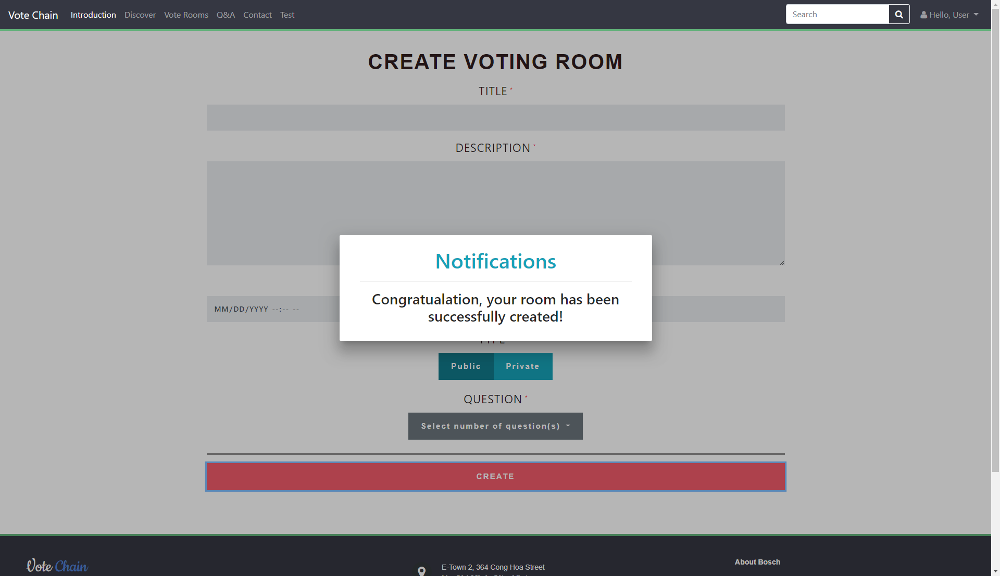 Vote Chain Introduction Discover Vote Rooms Q&A Contact Test Search Hello, User
CREATE VOTING ROOM
TITLE *
DESCRIPTION *
Notifications
Congratualation, your room has been
successfully created!
MM/DD/YYYY --:-- --
Public Private
QUESTION *
Select number of question(s)
CREATE
Vote Chain
E-Town 2, 364 Cong Hoa Street
About Bosch